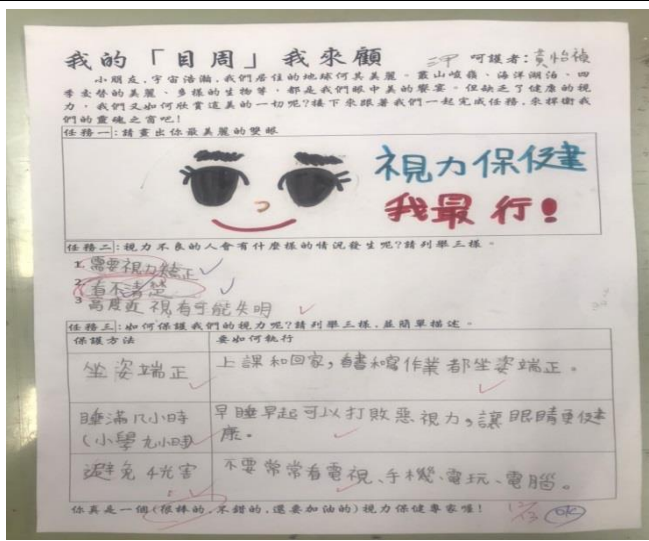 我的「目周」我來顧 三甲 呵護者:黃怡禎
小朋友,宇宙浩瀚,我們居住的地球何其美麗。叢山峻嶺、海洋湖泊、四
季變替的美麗、多樣的生物等,都是我們眼中美的饗宴。但缺乏了健康的視
力,我們又如何欣賞這美的一切呢?接下來跟著我們一起完成任務,來捍衛我
們的靈魂之窗吧!
任務一:請畫出你最美麗的雙眼
視力保健
我最行!
任務二:視力不良的人會有什麼樣的情況發生呢?請列舉三樣。
1.需要視力矯正
2.看不清楚
3高度近視有可能失明
任務三:如何保護我們的視力呢?請列舉三樣,並簡單描述。
保護方法 要如何執行
坐姿端正 上課和回家,看書和寫作業都坐姿端正。
睡滿八小時 早睡早起可以打敗惡視力,讓眼睛更健
(小學九小時) 康。
避免光害 不要常常看電視、手機、電玩、電腦。
你真是一個(很棒的,不錯的,還要加油的)視力保健專家喔!